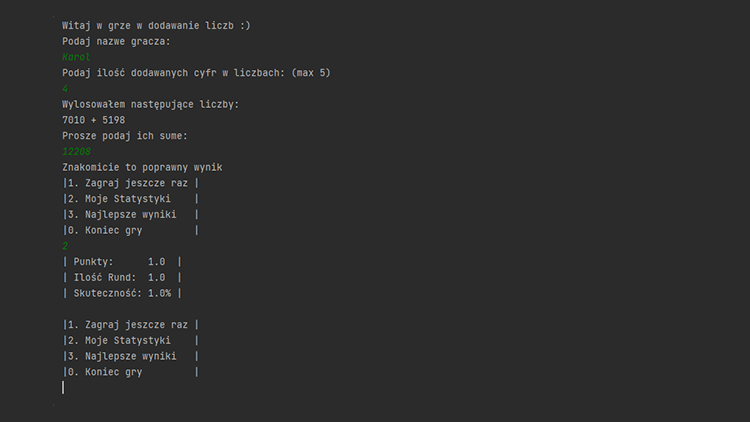 Witaj w grze w dodawanie liczb :)
Podaj nazwe gracza:
Karol
Podaj ilość dodawanych cyfr w liczbach: (max 5)
4
Wylosowałem następujące liczby:
7010 + 5198
Prosze podaj ich sume:
12208
Znakomicie to poprawny wynik
|1. Zagraj jeszcze raz |
|2. Moje Statystyki    |
|3. Najlepsze wyniki   |
|0. Koniec gry         |
2
| Punkty:      1.0  |
| Ilość Rund:  1.0  |
| Skuteczność: 1.0% |
|1. Zagraj jeszcze raz |
|2. Moje Statystyki    |
|3. Najlepsze wyniki   |
|0. Koniec gry         |